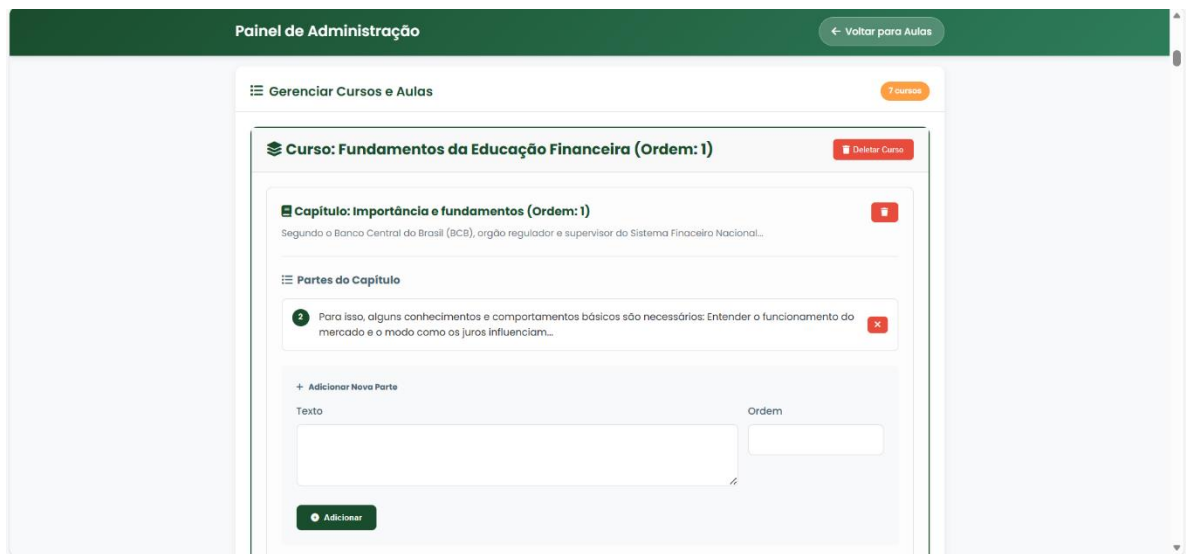 Painel de Administração
← Voltar para Aulas
Gerenciar Cursos e Aulas
7 cursos
Curso: Fundamentos da Educação Financeira (Ordem: 1)
Deletar Curso
Capítulo: Importância e fundamentos (Ordem: 1)
Segundo o Banco Central do Brasil (BCB), orgão regulador e supervisor do Sistema Finaceiro Nacional...
Partes do Capítulo
2
Para isso, alguns conhecimentos e comportamentos básicos são necessários: Entender o funcionamento do
mercado e o modo como os juros influenciam...
+ Adicionar Nova Parte
Texto
Ordem
Adicionar